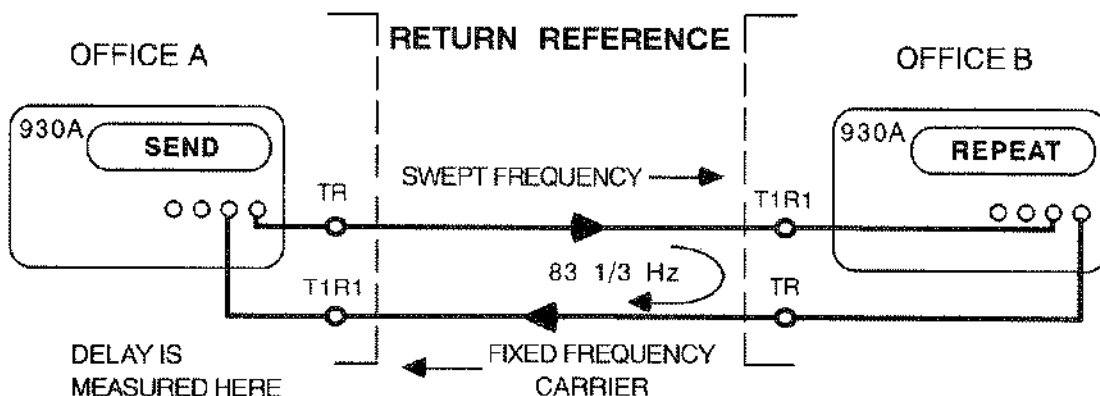 OFFICE A
RETURN REFERENCE
OFFICE B
930A
SEND
930A
REPEAT
SWEPT FREQUENCY
TR
T1R1
83 1/3 Hz
T1R1
TR
DELAY IS
MEASURED HERE
FIXED FREQUENCY
CARRIER